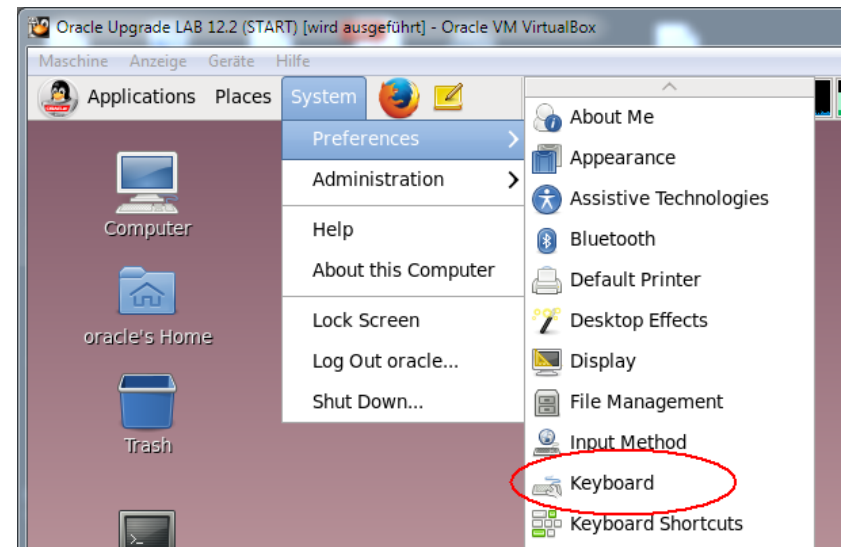 Oracle Upgrade LAB 12.2 (START) [wird ausgeführt] - Oracle VM VirtualBox
Maschine Anzeige Geräte Hilfe
Applications Places System
Preferences
Administration
Help
About this Computer
Lock Screen
Log Out oracle...
Shut Down...
About Me
Appearance
Assistive Technologies
Bluetooth
Default Printer
Desktop Effects
Display
File Management
Input Method
Keyboard
Keyboard Shortcuts
Computer
oracle's Home
Trash